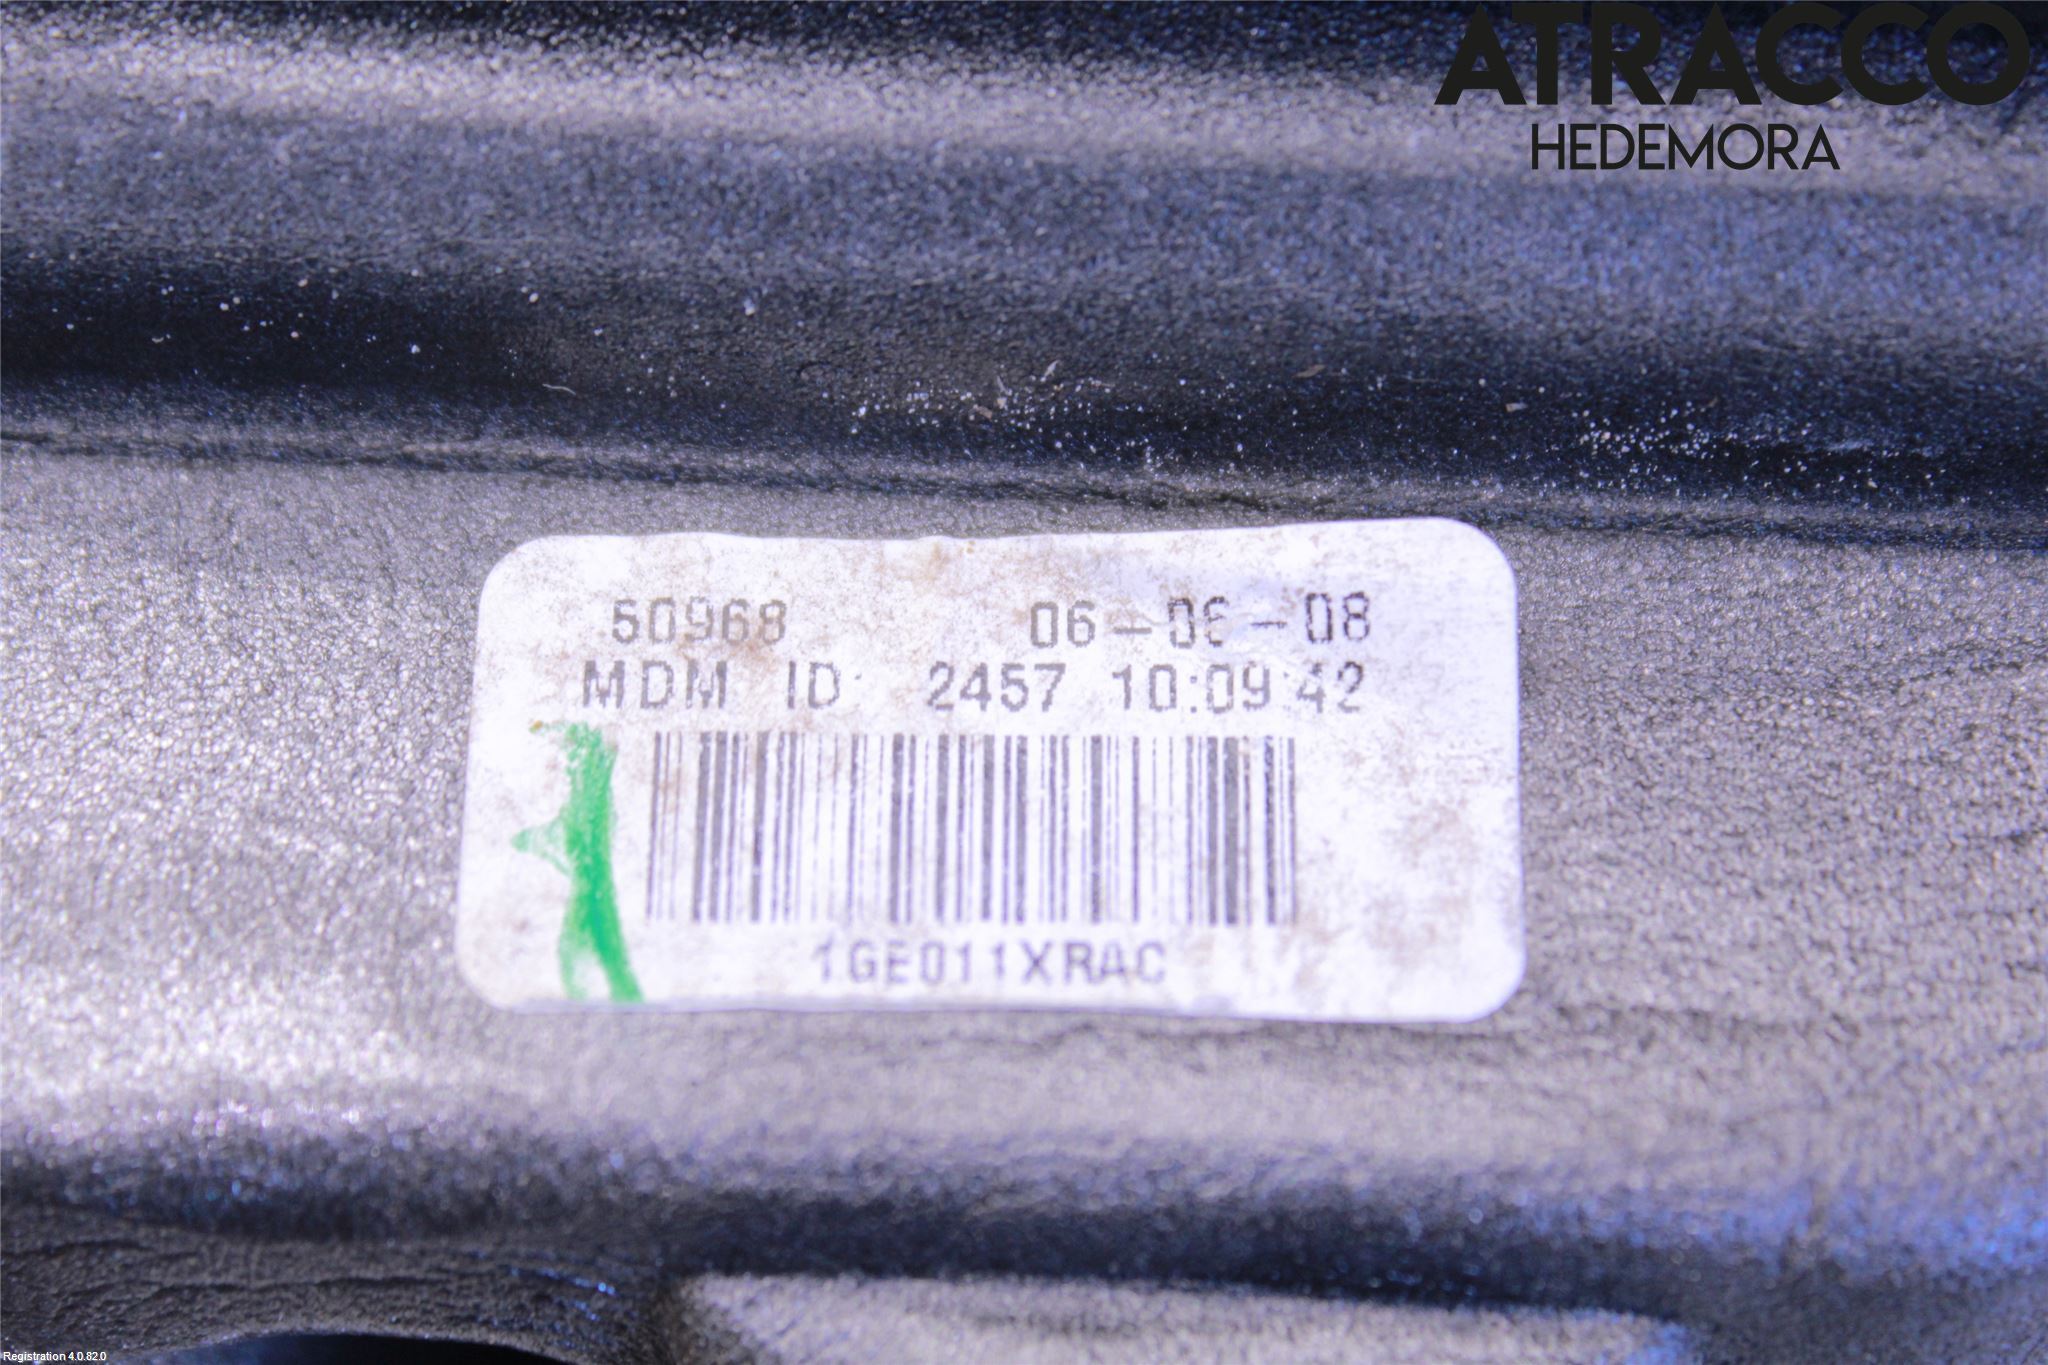 ATRACCO
HEDEMORA
50968 06-06-08
MDM ID: 2457 10:09:42
1GE011XRAC
Registration 4.0.82.0